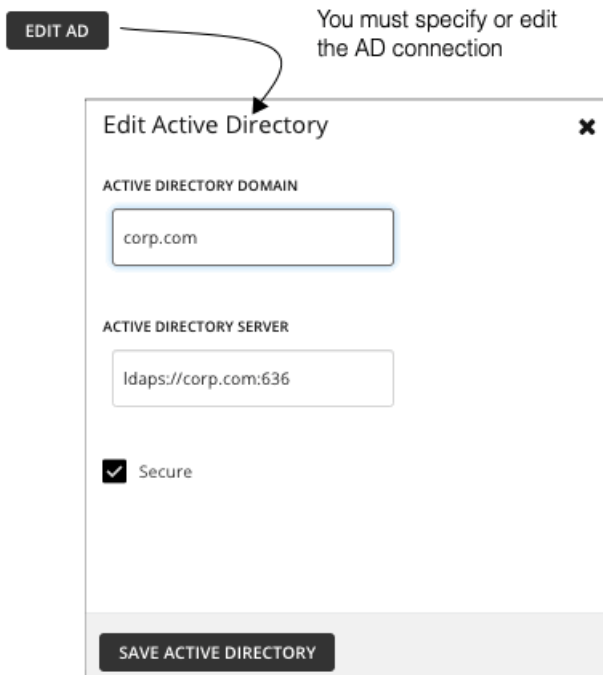 EDIT AD
You must specify or edit
the AD connection
Edit Active Directory
ACTIVE DIRECTORY DOMAIN
corp.com
ACTIVE DIRECTORY SERVER
ldaps://corp.com:636
Secure
SAVE ACTIVE DIRECTORY